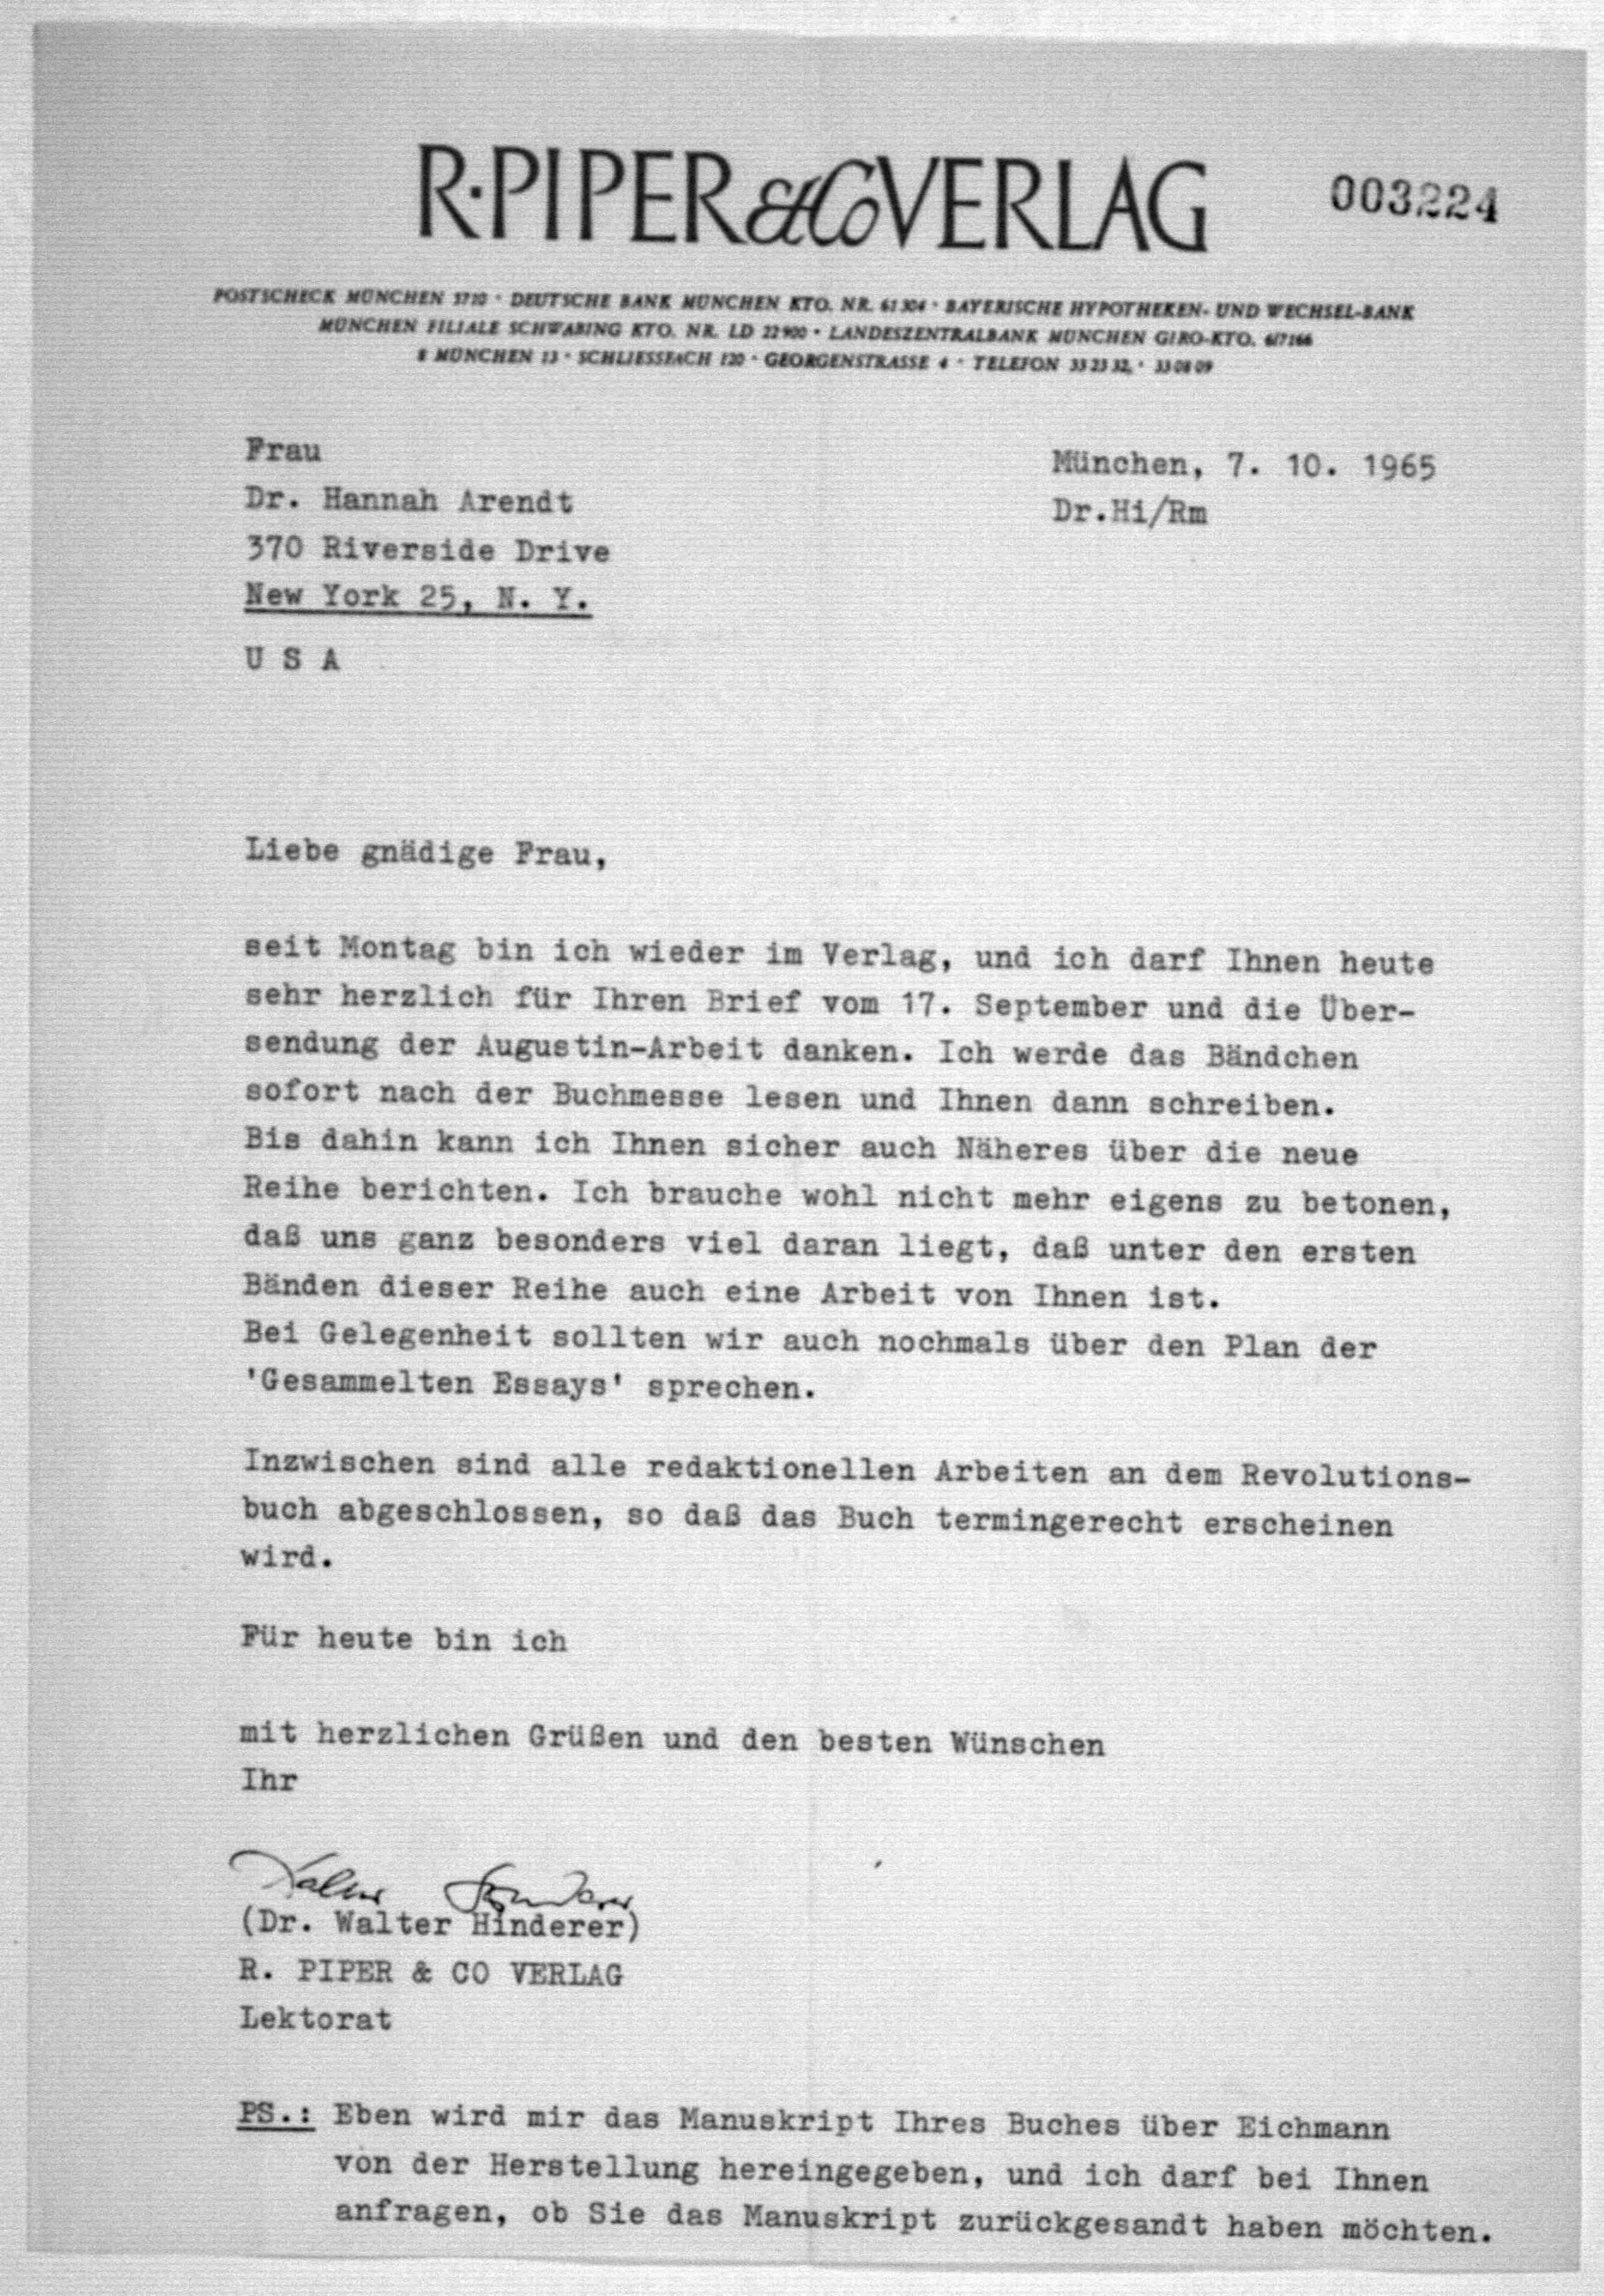 R·PIPER & Co VERLAG
003224
POSTSCHECK MÜNCHEN 5710 · DEUTSCHE BANK MÜNCHEN KTO. NR. 61304 · BAYERISCHE HYPOTHEKEN- UND WECHSEL-BANK
MÜNCHEN FILIALE SCHWABING KTO. NR. LD 22900 · LANDESZENTRALBANK MÜNCHEN GIRO-KTO. 6/7166
8 MÜNCHEN 13 · SCHLIESSFACH 120 · GEORGENSTRASSE 4 · TELEFON 33 23 32, · 33 08 09
Frau
Dr. Hannah Arendt
370 Riverside Drive
New York 25, N. Y.
U S A
München, 7. 10. 1965
Dr.Hi/Rm
Liebe gnädige Frau,
seit Montag bin ich wieder im Verlag, und ich darf Ihnen heute
sehr herzlich für Ihren Brief vom 17. September und die Über-
sendung der Augustin-Arbeit danken. Ich werde das Bändchen
sofort nach der Buchmesse lesen und Ihnen dann schreiben.
Bis dahin kann ich Ihnen sicher auch Näheres über die neue
Reihe berichten. Ich brauche wohl nicht mehr eigens zu betonen,
daß uns ganz besonders viel daran liegt, daß unter den ersten
Bänden dieser Reihe auch eine Arbeit von Ihnen ist.
Bei Gelegenheit sollten wir auch nochmals über den Plan der
'Gesammelten Essays' sprechen.
Inzwischen sind alle redaktionellen Arbeiten an dem Revolutions-
buch abgeschlossen, so daß das Buch termingerecht erscheinen
wird.
Für heute bin ich
mit herzlichen Grüßen und den besten Wünschen
Ihr
Walter Hinderer
(Dr. Walter Hinderer)
R. PIPER & CO VERLAG
Lektorat
PS.: Eben wird mir das Manuskript Ihres Buches über Eichmann
von der Herstellung hereingegeben, und ich darf bei Ihnen
anfragen, ob Sie das Manuskript zurückgesandt haben möchten.